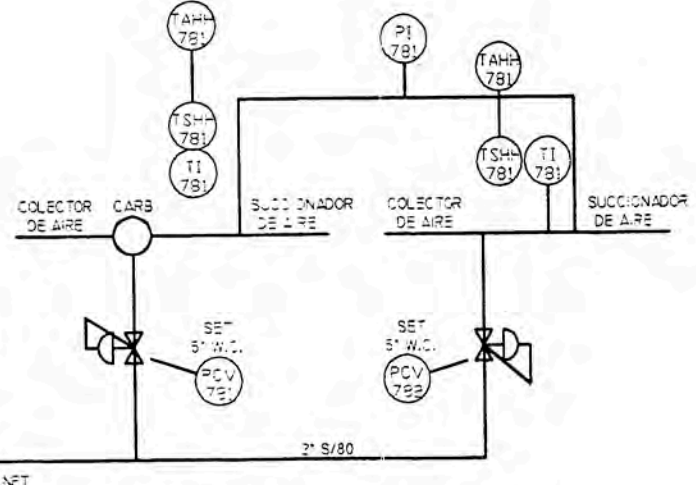 TAHH
781
PI
781
TAHH
781
TSHH
781
TI
781
TSHH
781
TI
781
COLECTOR
DE AIRE
CARB
SUCCIONADOR
DE AIRE
COLECTOR
DE AIRE
SUCCIONADOR
DE AIRE
SET
5" W.C.
PCV
781
SET
5" W.C.
PCV
782
2" S/80